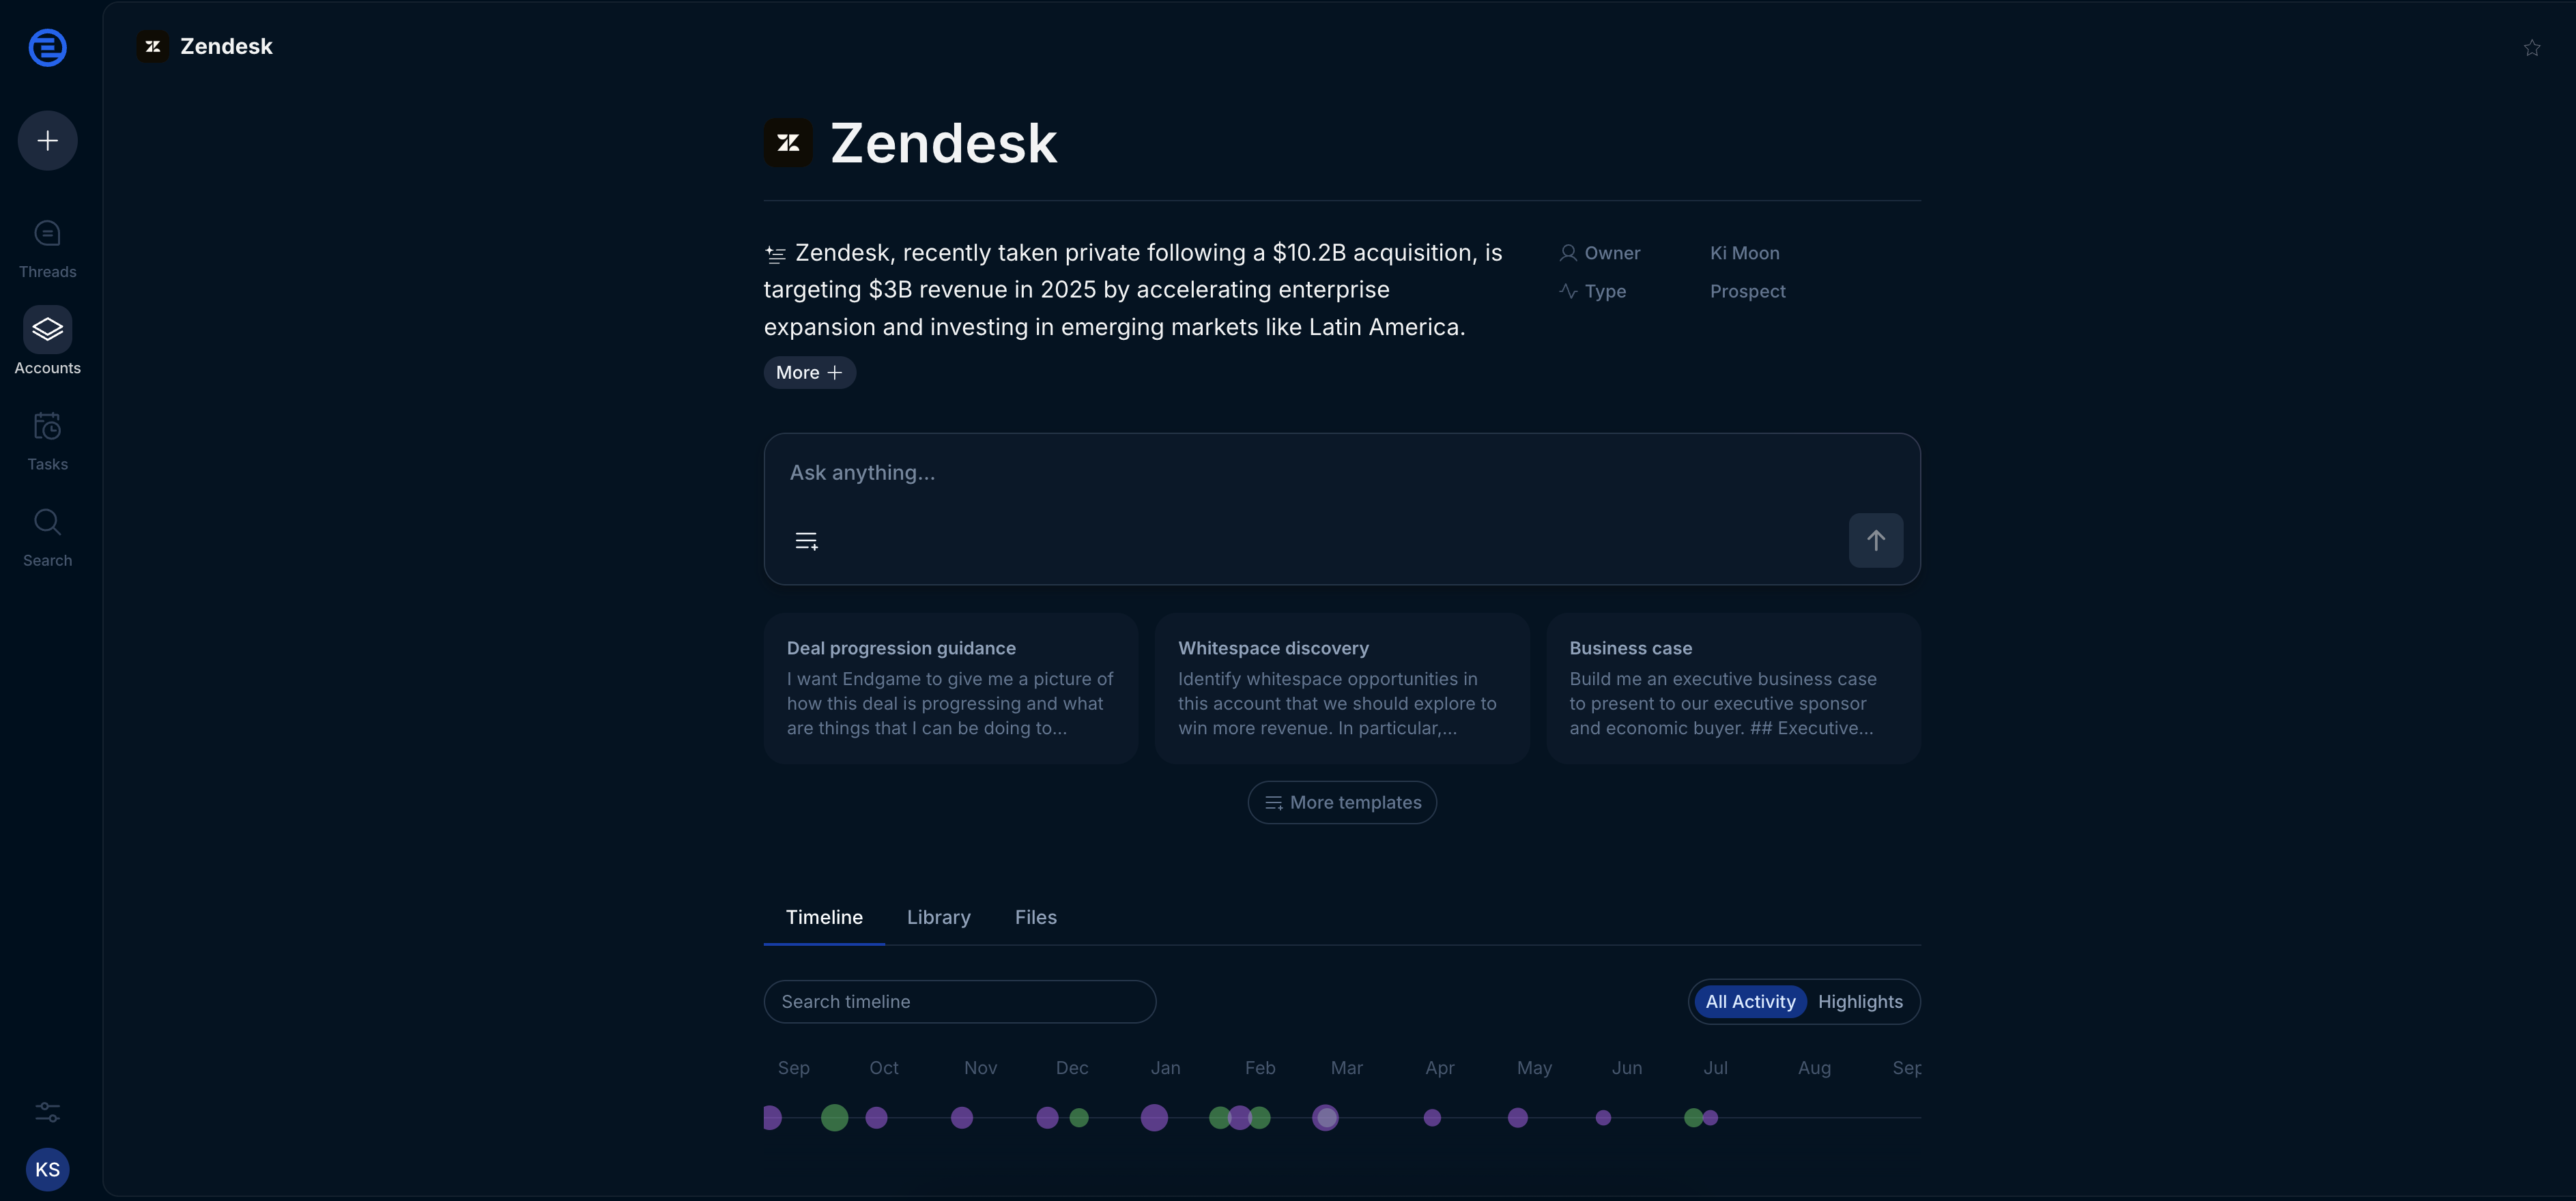 Zendesk
Zendesk
Threads
Accounts
Tasks
Search
KS
Zendesk, recently taken private following a $10.2B acquisition, is
targeting $3B revenue in 2025 by accelerating enterprise
expansion and investing in emerging markets like Latin America.
More
Owner Ki Moon
Type Prospect
Ask anything...
Deal progression guidance
I want Endgame to give me a picture of
how this deal is progressing and what
are things that I can be doing to...
Whitespace discovery
Identify whitespace opportunities in
this account that we should explore to
win more revenue. In particular,...
Business case
Build me an executive business case
to present to our executive sponsor
and economic buyer. ## Executive...
More templates
Timeline Library Files
Search timeline
All Activity Highlights
Sep Oct Nov Dec Jan Feb Mar Apr May Jun Jul Aug Sep